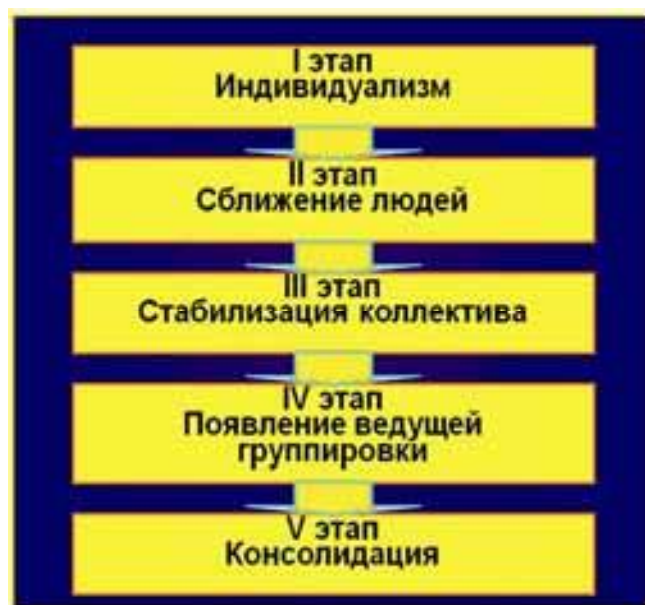 I этап
Индивидуализм
II этап
Сближение людей
III этап
Стабилизация коллектива
IV этап
Появление ведущей
группировки
V этап
Консолидация